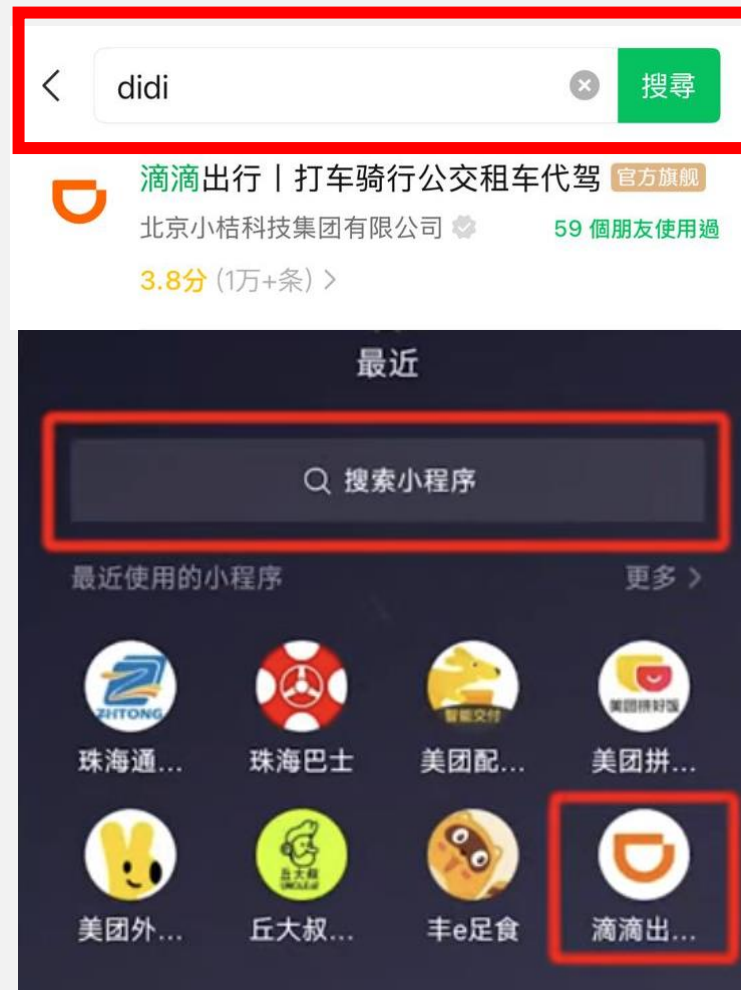 didi
搜尋
滴滴出行丨打车骑行公交租车代驾 官方旗舰
北京小桔科技集团有限公司
59 個朋友使用過
3.8分 (1万+条)
最近
搜索小程序
最近使用的小程序
更多
ZHTONG
智能交付
美团拼好饭
珠海通...
珠海巴士
美团配...
美团拼...
丘大叔
UNCLE
美团外...
丘大叔...
丰e足食
滴滴出...